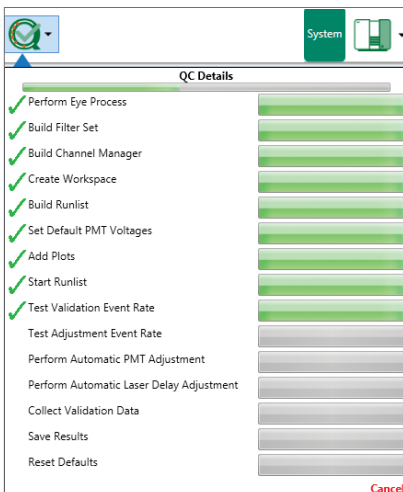 System
QC Details
Perform Eye Process
Build Filter Set
Build Channel Manager
Create Workspace
Build Runlist
Set Default PMT Voltages
Add Plots
Start Runlist
Test Validation Event Rate
Test Adjustment Event Rate
Perform Automatic PMT Adjustment
Perform Automatic Laser Delay Adjustment
Collect Validation Data
Save Results
Reset Defaults
Cancel